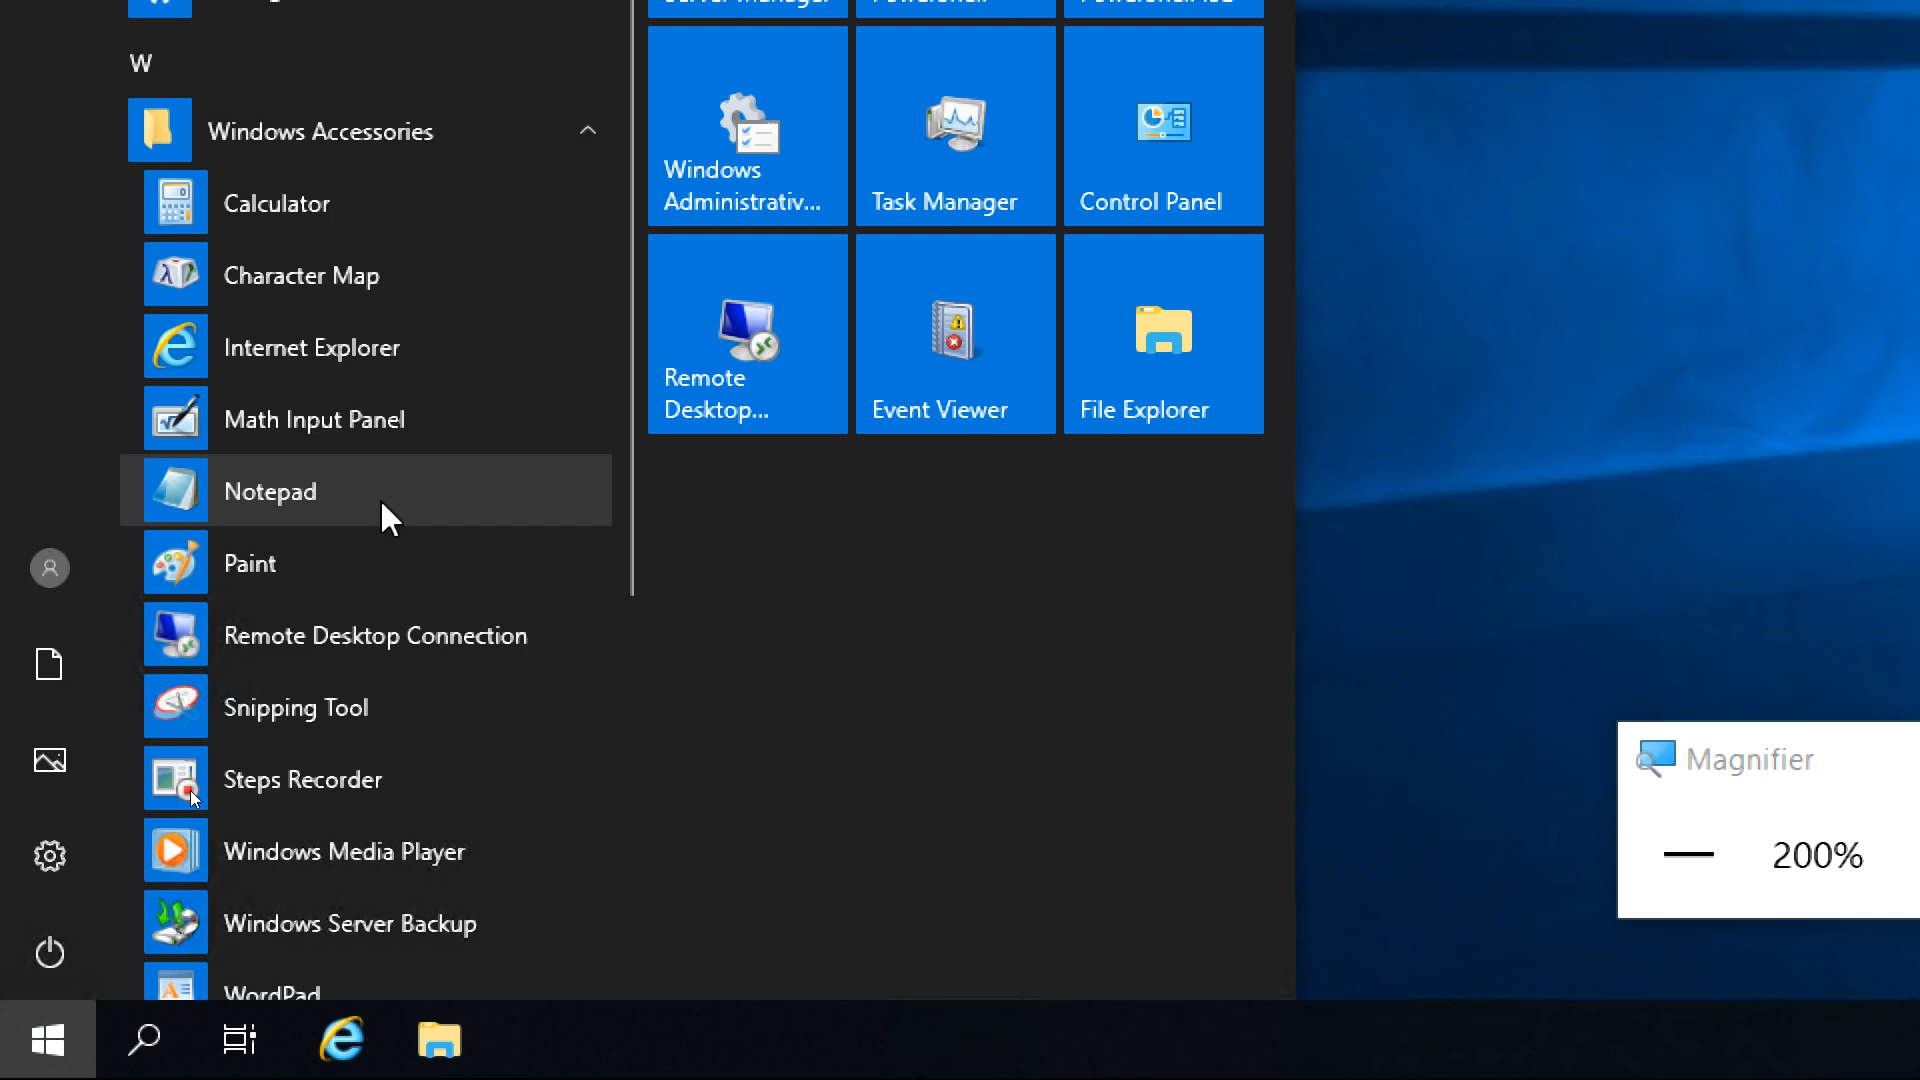 W
Windows Accessories
Calculator
Character Map
Internet Explorer
Math Input Panel
Notepad
Paint
Remote Desktop Connection
Snipping Tool
Steps Recorder
Windows Media Player
Windows Server Backup
WordPad
Server Manager
Windows
Administrativ...
Task Manager
Control Panel
Remote
Desktop...
Event Viewer
File Explorer
Magnifier
200%